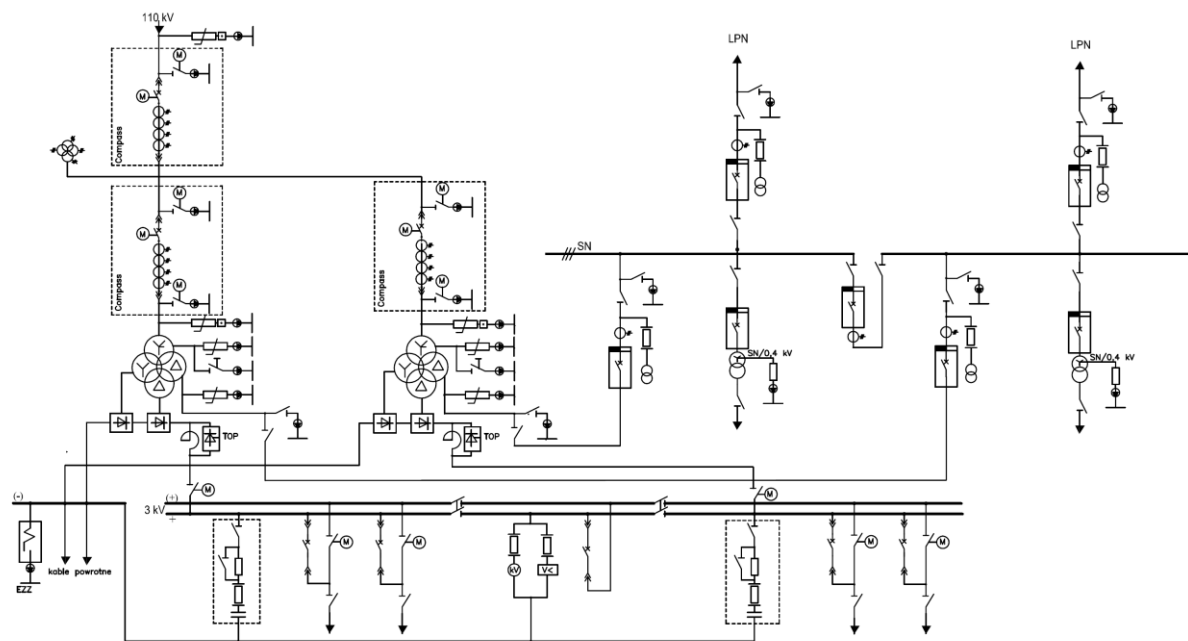 110 kV
LPN
LPN
M
M
Compass
M
M
Compass
M
M
M
Compass
M
SN
SN/0,4 kV
SN/0,4 kV
TOP
TOP
M
M
(-)
(+)
3 kV
+
M
M
kV
V<
M
M
kable powrotne
EZZ